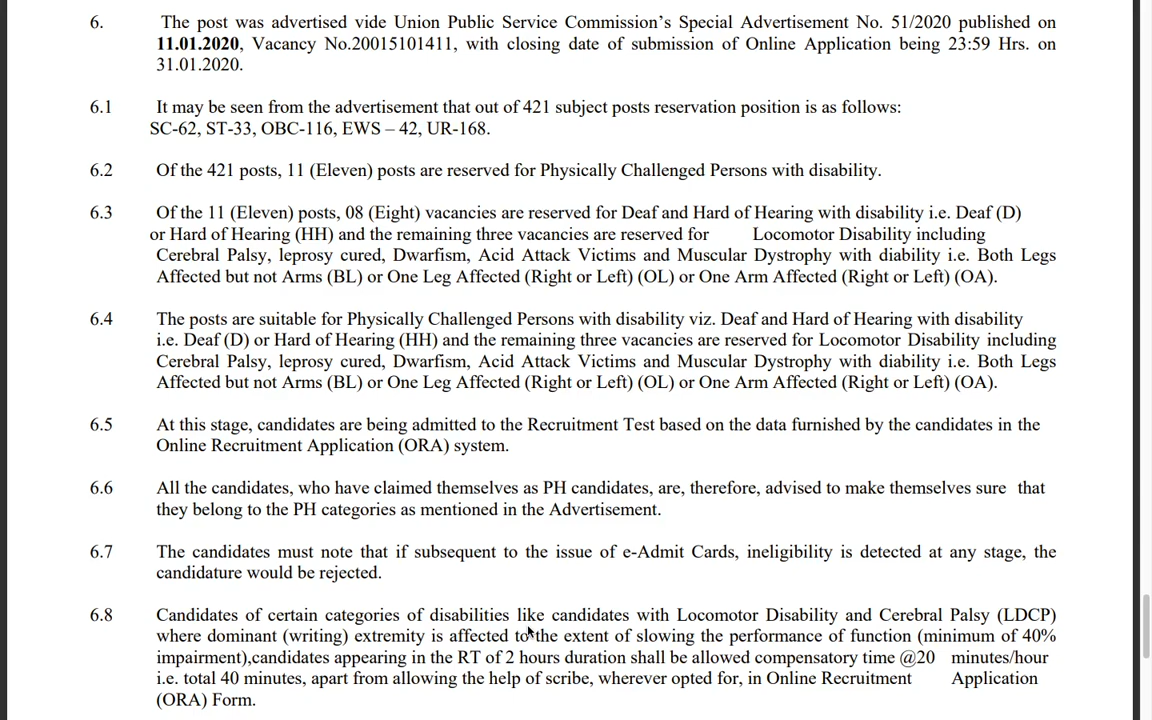 6. The post was advertised vide Union Public Service Commission's Special Advertisement No. 51/2020 published on
11.01.2020, Vacancy No.20015101411, with closing date of submission of Online Application being 23:59 Hrs. on
31.01.2020.
6.1 It may be seen from the advertisement that out of 421 subject posts reservation position is as follows:
SC-62, ST-33, OBC-116, EWS – 42, UR-168.
6.2 Of the 421 posts, 11 (Eleven) posts are reserved for Physically Challenged Persons with disability.
6.3 Of the 11 (Eleven) posts, 08 (Eight) vacancies are reserved for Deaf and Hard of Hearing with disability i.e. Deaf (D)
or Hard of Hearing (HH) and the remaining three vacancies are reserved for Locomotor Disability including
Cerebral Palsy, leprosy cured, Dwarfism, Acid Attack Victims and Muscular Dystrophy with diability i.e. Both Legs
Affected but not Arms (BL) or One Leg Affected (Right or Left) (OL) or One Arm Affected (Right or Left) (OA).
6.4 The posts are suitable for Physically Challenged Persons with disability viz. Deaf and Hard of Hearing with disability
i.e. Deaf (D) or Hard of Hearing (HH) and the remaining three vacancies are reserved for Locomotor Disability including
Cerebral Palsy, leprosy cured, Dwarfism, Acid Attack Victims and Muscular Dystrophy with diability i.e. Both Legs
Affected but not Arms (BL) or One Leg Affected (Right or Left) (OL) or One Arm Affected (Right or Left) (OA).
6.5 At this stage, candidates are being admitted to the Recruitment Test based on the data furnished by the candidates in the
Online Recruitment Application (ORA) system.
6.6 All the candidates, who have claimed themselves as PH candidates, are, therefore, advised to make themselves sure that
they belong to the PH categories as mentioned in the Advertisement.
6.7 The candidates must note that if subsequent to the issue of e-Admit Cards, ineligibility is detected at any stage, the
candidature would be rejected.
6.8 Candidates of certain categories of disabilities like candidates with Locomotor Disability and Cerebral Palsy (LDCP)
where dominant (writing) extremity is affected to the extent of slowing the performance of function (minimum of 40%
impairment),candidates appearing in the RT of 2 hours duration shall be allowed compensatory time @20 minutes/hour
i.e. total 40 minutes, apart from allowing the help of scribe, wherever opted for, in Online Recruitment Application
(ORA) Form.